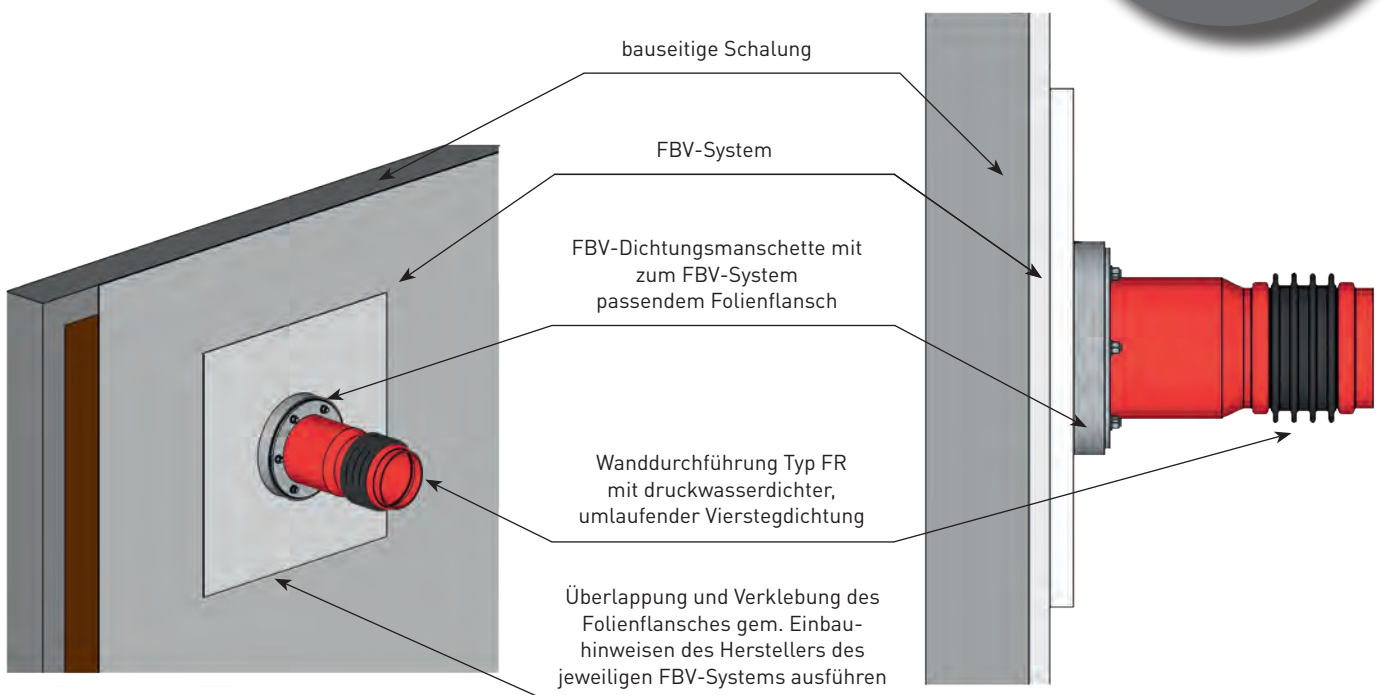 bauseitige Schalung
FBV-System
FBV-Dichtungsmanschette mit
zum FBV-System
passendem Folienflansch
Wanddurchführung Typ FR
mit druckwasserdichter,
umlaufender Vierstegdichtung
Überlappung und Verklebung des
Folienflansches gem. Einbau-
hinweisen des Herstellers des
jeweiligen FBV-Systems ausführen